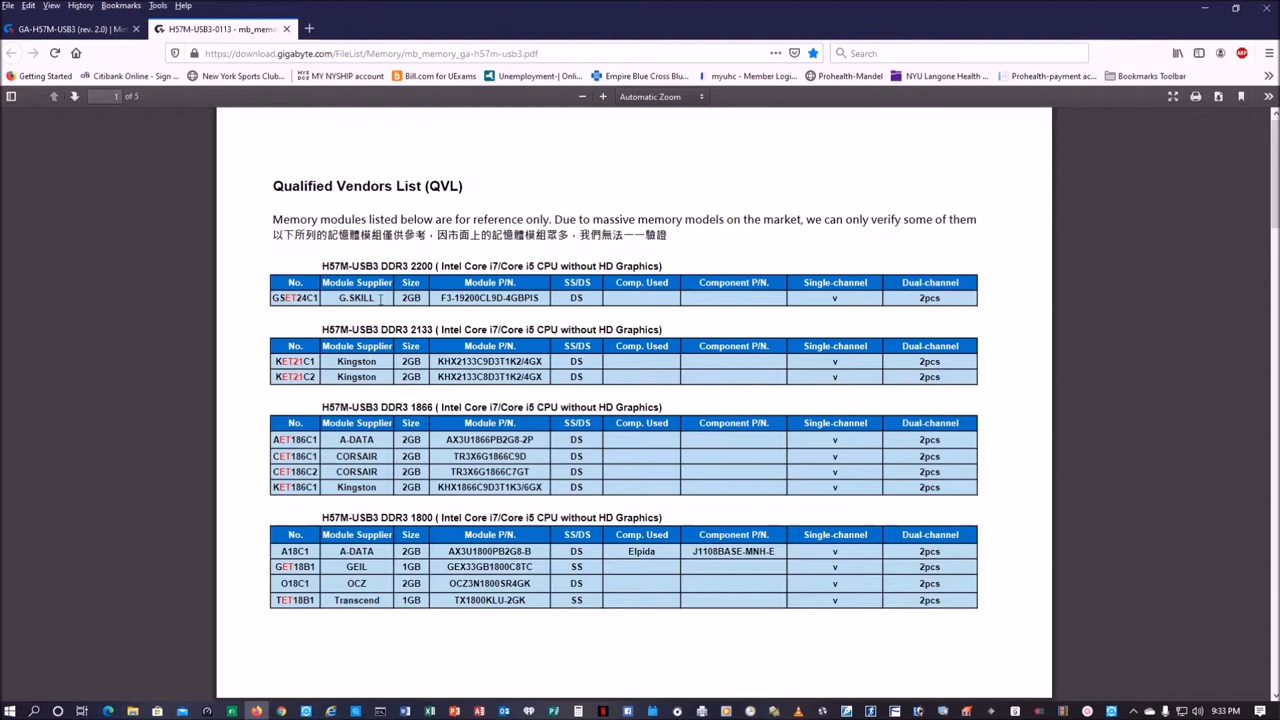 File Edit View History Bookmarks Tools Help
GA-H57M-USB3 (rev. 2.0) | Mo
H57M-USB3-0113 - mb_memo
https://download.gigabyte.com/FileList/Memory/mb_memory_ga-h57m-usb3.pdf
Search
Getting Started Citibank Online - Sign ... New York Sports Club... MY NYSHIP account Bill.com for UExams Unemployment-| Onli... Empire Blue Cross Blu... myuhc - Member Logi... Prohealth-Mandel NYU Langone Health ... Prohealth-payment ac... Bookmarks Toolbar
1 of 5 Automatic Zoom
Qualified Vendors List (QVL)
Memory modules listed below are for reference only. Due to massive memory models on the market, we can only verify some of them
以下所列的記憶體模組僅供參考，因市面上的記憶體模組眾多，我們無法一一驗證
H57M-USB3 DDR3 2200 ( Intel Core i7/Core i5 CPU without HD Graphics)
No. Module Supplier Size Module P/N. SS/DS Comp. Used Component P/N. Single-channel Dual-channel
GSET24C1 G.SKILL 2GB F3-19200CL9D-4GBPIS DS v 2pcs
H57M-USB3 DDR3 2133 ( Intel Core i7/Core i5 CPU without HD Graphics)
No. Module Supplier Size Module P/N. SS/DS Comp. Used Component P/N. Single-channel Dual-channel
KET21C1 Kingston 2GB KHX2133C9D3T1K2/4GX DS v 2pcs
KET21C2 Kingston 2GB KHX2133C8D3T1K2/4GX DS v 2pcs
H57M-USB3 DDR3 1866 ( Intel Core i7/Core i5 CPU without HD Graphics)
No. Module Supplier Size Module P/N. SS/DS Comp. Used Component P/N. Single-channel Dual-channel
AET186C1 A-DATA 2GB AX3U1866PB2G8-2P DS v 2pcs
CET186C1 CORSAIR 2GB TR3X6G1866C9D DS v 2pcs
CET186C2 CORSAIR 2GB TR3X6G1866C7GT DS v 2pcs
KET186C1 Kingston 2GB KHX1866C9D3T1K3/6GX DS v 2pcs
H57M-USB3 DDR3 1800 ( Intel Core i7/Core i5 CPU without HD Graphics)
No. Module Supplier Size Module P/N. SS/DS Comp. Used Component P/N. Single-channel Dual-channel
A18C1 A-DATA 2GB AX3U1800PB2G8-B DS Elpida J1108BASE-MNH-E v 2pcs
GET18B1 GEIL 1GB GEX33GB1800C8TC SS v 2pcs
O18C1 OCZ 2GB OCZ3N1800SR4GK DS v 2pcs
TET18B1 Transcend 1GB TX1800KLU-2GK SS v 2pcs
9:33 PM